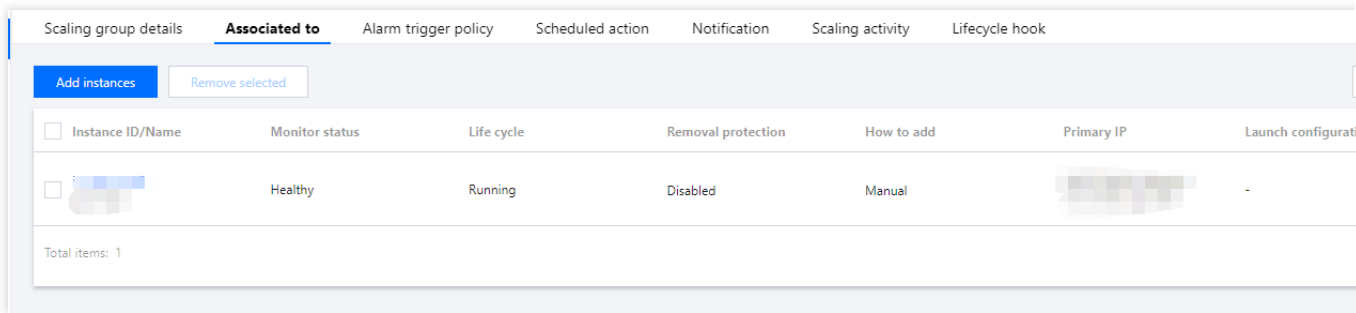 Scaling group details Associated to Alarm trigger policy Scheduled action Notification Scaling activity Lifecycle hook
Add instances Remove selected
Instance ID/Name Monitor status Life cycle Removal protection How to add Primary IP Launch configurati
Healthy Running Disabled Manual -
Total items: 1